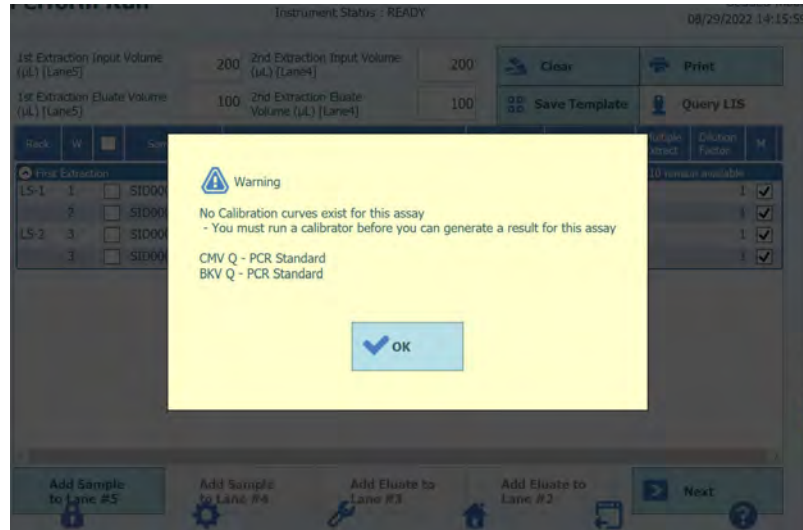 Perform Run
Instrument Status : READY
08/29/2022 14:15:5
1st Extraction Input Volume (µL) [Lane5]
200
2nd Extraction Input Volume (µL) [Lane4]
200
Clear
Print
1st Extraction Eluate Volume (µL) [Lane5]
100
2nd Extraction Eluate Volume (µL) [Lane4]
100
Save Template
Query LIS
Rack
W
Multiple Extract
Dilution Factor
M
First Extraction
LS-1
1
1
2
1
LS-2
3
1
3
1
Warning
No Calibration curves exist for this assay
- You must run a calibrator before you can generate a result for this assay
CMV Q - PCR Standard
BKV Q - PCR Standard
OK
Add Sample to Lane #5
Add Sample to Lane #4
Add Eluate to Lane #3
Add Eluate to Lane #2
Next